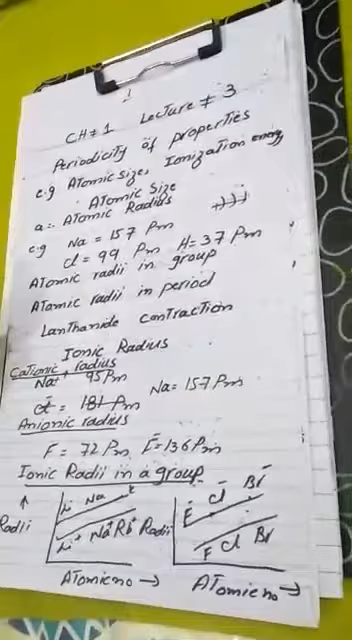 1
CH # 1 Lecture # 3
Periodicity of properties
e.g Atomic size, Ionization energy
Atomic Size
a:- Atomic Radius
e.g Na = 157 Pm
Cl = 99 Pm H = 37 Pm
Atomic radii in group
Atomic radii in period
Lanthanide contraction
Ionic Radius
Cationic radius
Na⁺ 95 Pm Na = 157 Pm
Cl⁻ = 181 Pm
Anionic radius
F = 72 Pm, F⁻ = 136 Pm
Ionic Radii in a group
↑
Radii Li Na K
Li⁺ Na⁺ Rb⁺
Atomic no →
Radii F⁻ Cl⁻ Br⁻
F Cl Br
Atomic no →